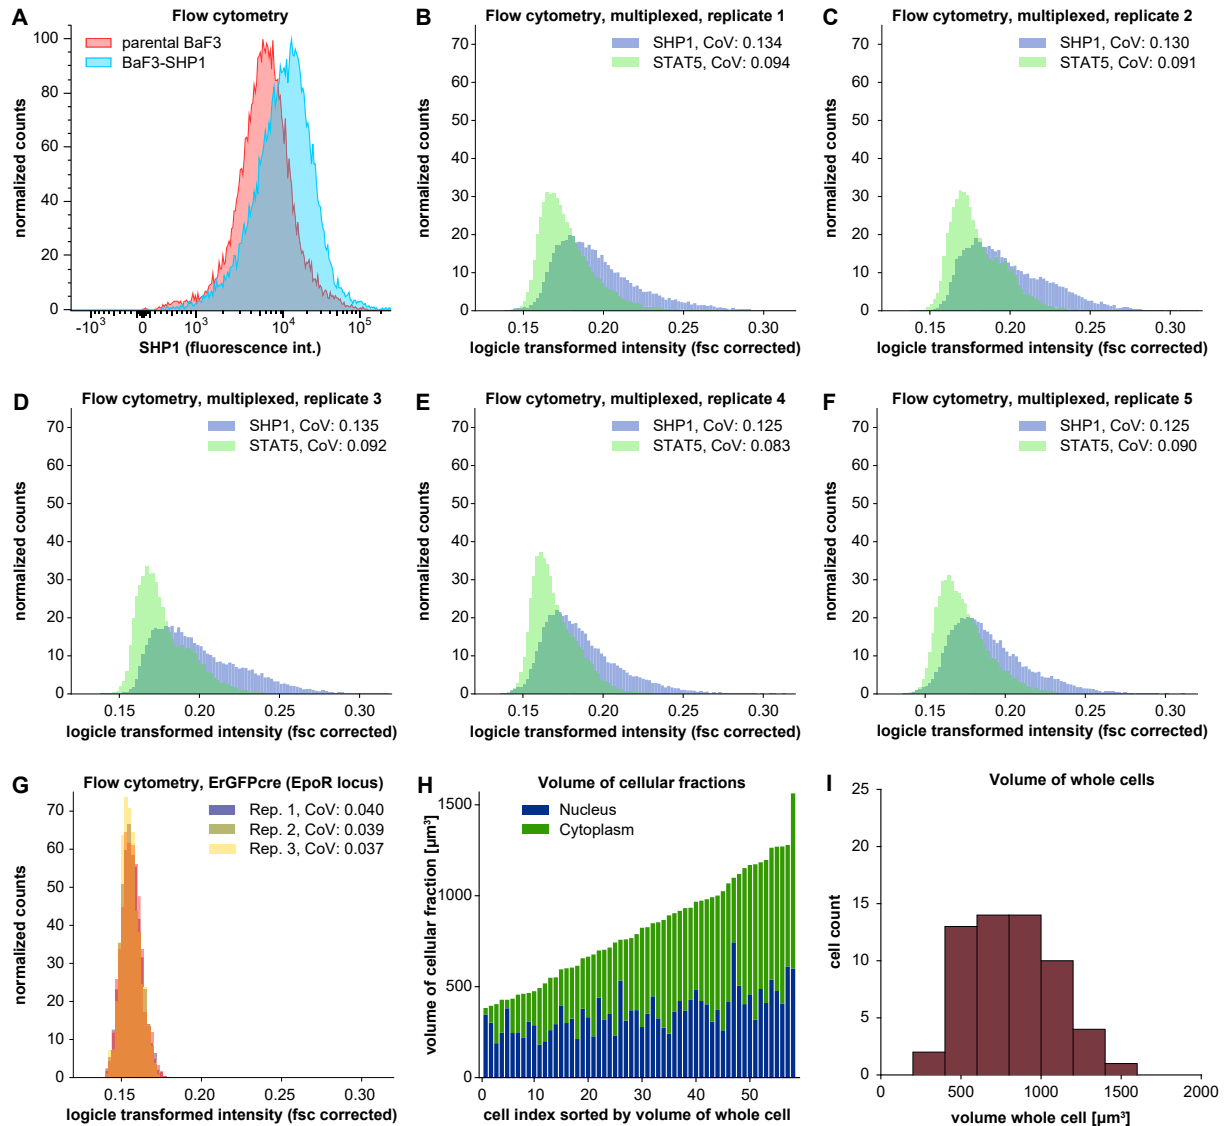 A
Flow cytometry
parental BaF3
BaF3-SHP1
normalized counts
100
80
60
40
20
0
-10³ 0 10³ 10⁴ 10⁵
SHP1 (fluorescence int.)
B
Flow cytometry, multiplexed, replicate 1
SHP1, CoV: 0.134
STAT5, CoV: 0.094
normalized counts
70
60
50
40
30
20
10
0
0.15 0.20 0.25 0.30
logicle transformed intensity (fsc corrected)
C
Flow cytometry, multiplexed, replicate 2
SHP1, CoV: 0.130
STAT5, CoV: 0.091
normalized counts
70
60
50
40
30
20
10
0
0.15 0.20 0.25 0.30
logicle transformed intensity (fsc corrected)
D
Flow cytometry, multiplexed, replicate 3
SHP1, CoV: 0.135
STAT5, CoV: 0.092
normalized counts
70
60
50
40
30
20
10
0
0.15 0.20 0.25 0.30
logicle transformed intensity (fsc corrected)
E
Flow cytometry, multiplexed, replicate 4
SHP1, CoV: 0.125
STAT5, CoV: 0.083
normalized counts
70
60
50
40
30
20
10
0
0.15 0.20 0.25 0.30
logicle transformed intensity (fsc corrected)
F
Flow cytometry, multiplexed, replicate 5
SHP1, CoV: 0.125
STAT5, CoV: 0.090
normalized counts
70
60
50
40
30
20
10
0
0.15 0.20 0.25 0.30
logicle transformed intensity (fsc corrected)
G
Flow cytometry, ErGFPcre (EpoR locus)
Rep. 1, CoV: 0.040
Rep. 2, CoV: 0.039
Rep. 3, CoV: 0.037
normalized counts
70
60
50
40
30
20
10
0
0.15 0.20 0.25 0.30
logicle transformed intensity (fsc corrected)
H
Volume of cellular fractions
Nucleus
Cytoplasm
volume of cellular fraction [µm³]
1500
1000
500
0
0 10 20 30 40 50
cell index sorted by volume of whole cell
I
Volume of whole cells
cell count
25
20
15
10
5
0
0 500 1000 1500 2000
volume whole cell [µm³]